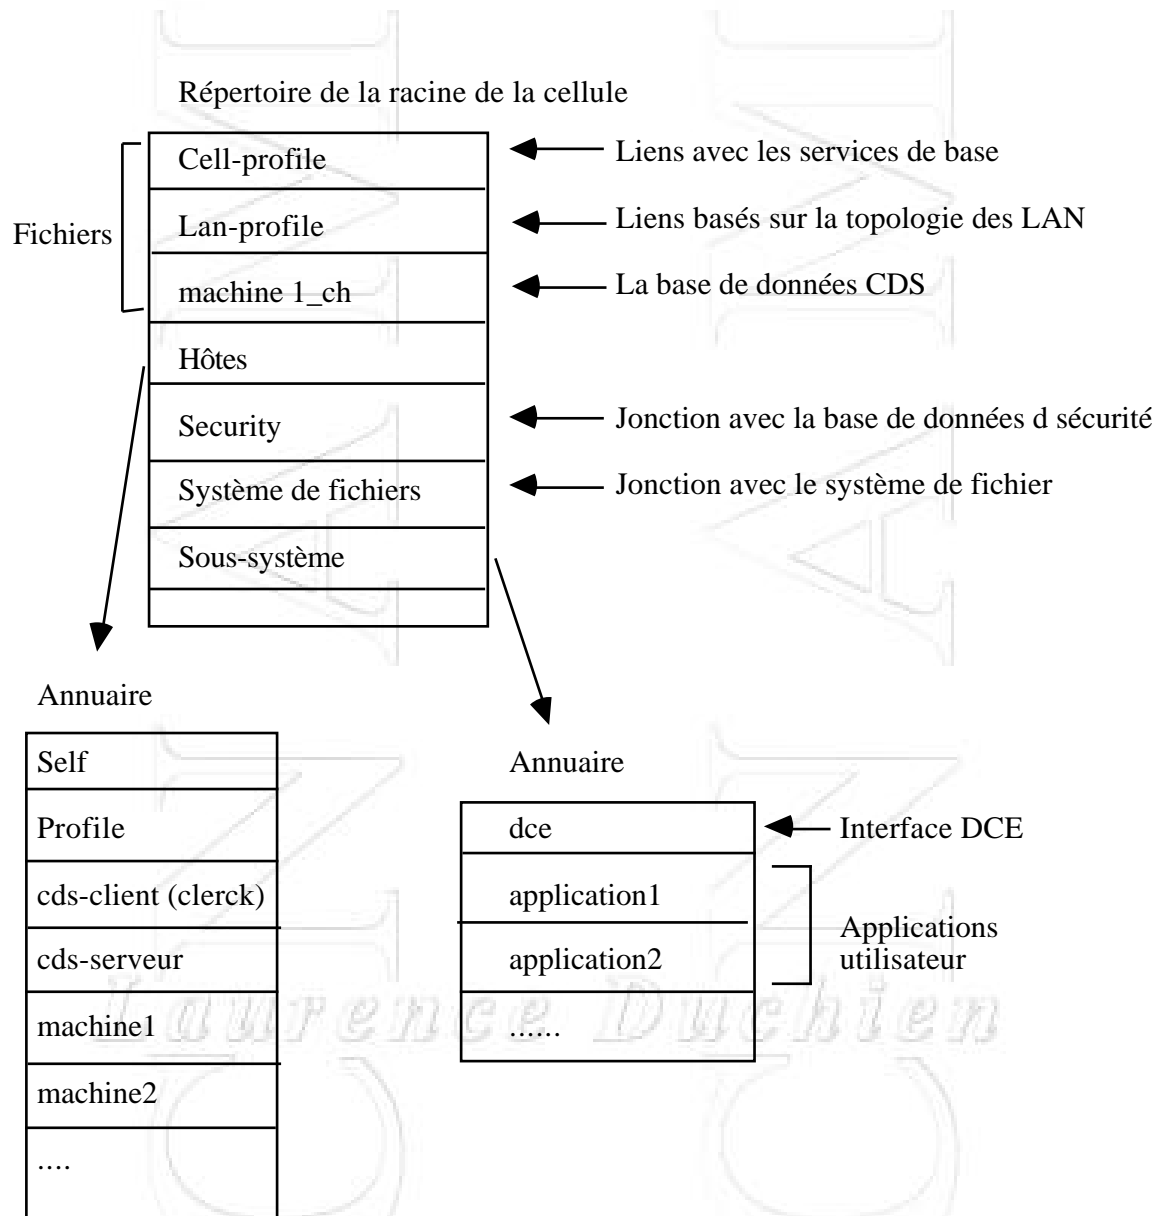 Répertoire de la racine de la cellule
Cell-profile
Liens avec les services de base
Fichiers
Lan-profile
Liens basés sur la topologie des LAN
machine 1_ch
La base de données CDS
Hôtes
Security
Jonction avec la base de données d sécurité
Système de fichiers
Jonction avec le système de fichier
Sous-système
Annuaire
Self
Profile
cds-client (clerck)
cds-serveur
machine1
machine2
....
Annuaire
dce
Interface DCE
application1
application2
Applications
utilisateur
......
Laurence Duchien
CNAM
CNAM